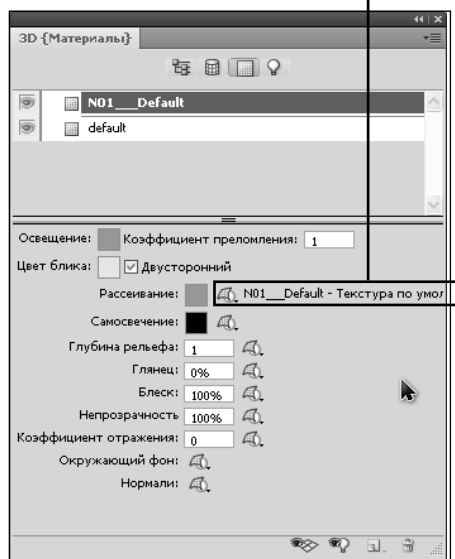 3D {Материалы}
N01___Default
default
Освещение: Коэффициент преломления: 1
Цвет блика: Двусторонний
Рассеивание: N01___Default - Текстура по умол
Самосвечение:
Глубина рельефа: 1
Глянец: 0%
Блеск: 100%
Непрозрачность 100%
Коэффициент отражения: 0
Окружающий фон:
Нормали: